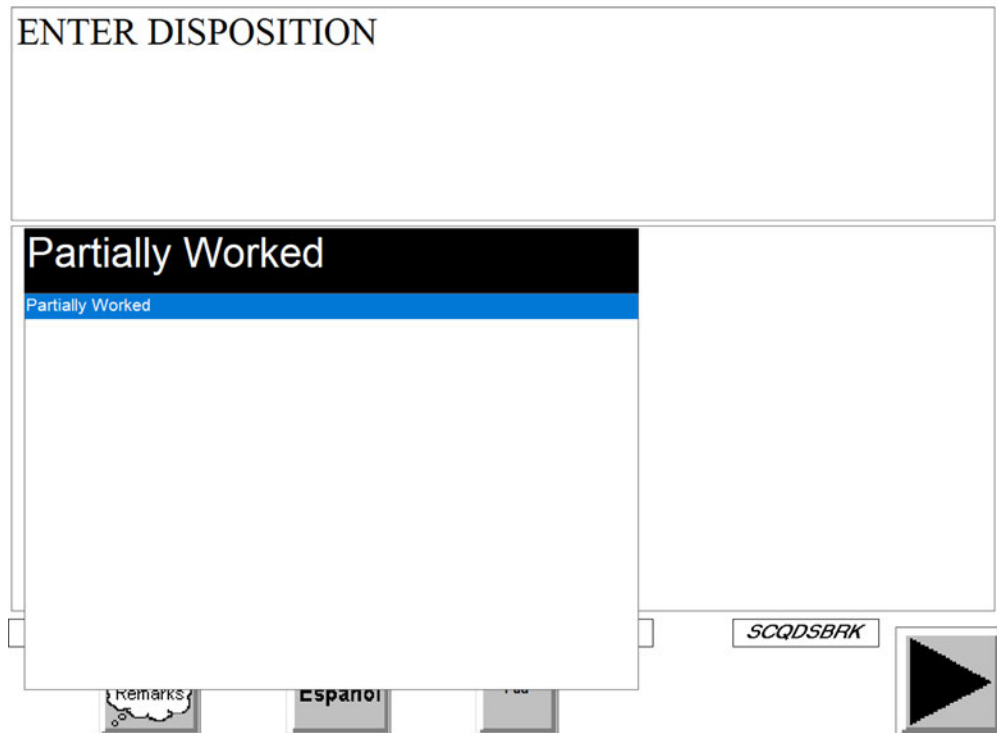 ENTER DISPOSITION
Partially Worked
Partially Worked
SCQDSBRK
Remarks
Español